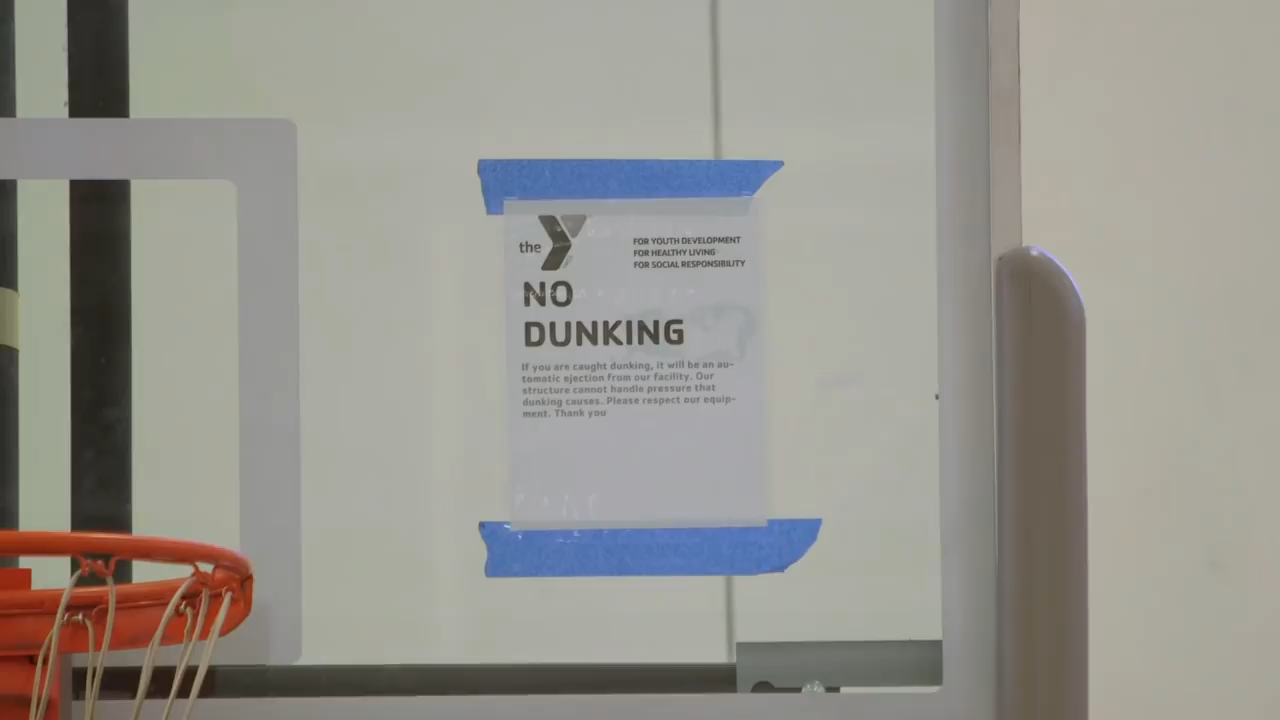 the Y
FOR YOUTH DEVELOPMENT
FOR HEALTHY LIVING
FOR SOCIAL RESPONSIBILITY
NO
DUNKING
If you are caught dunking, it will be an au-
tomatic ejection from our facility. Our
structure cannot handle pressure that
dunking causes. Please respect our equip-
ment. Thank you